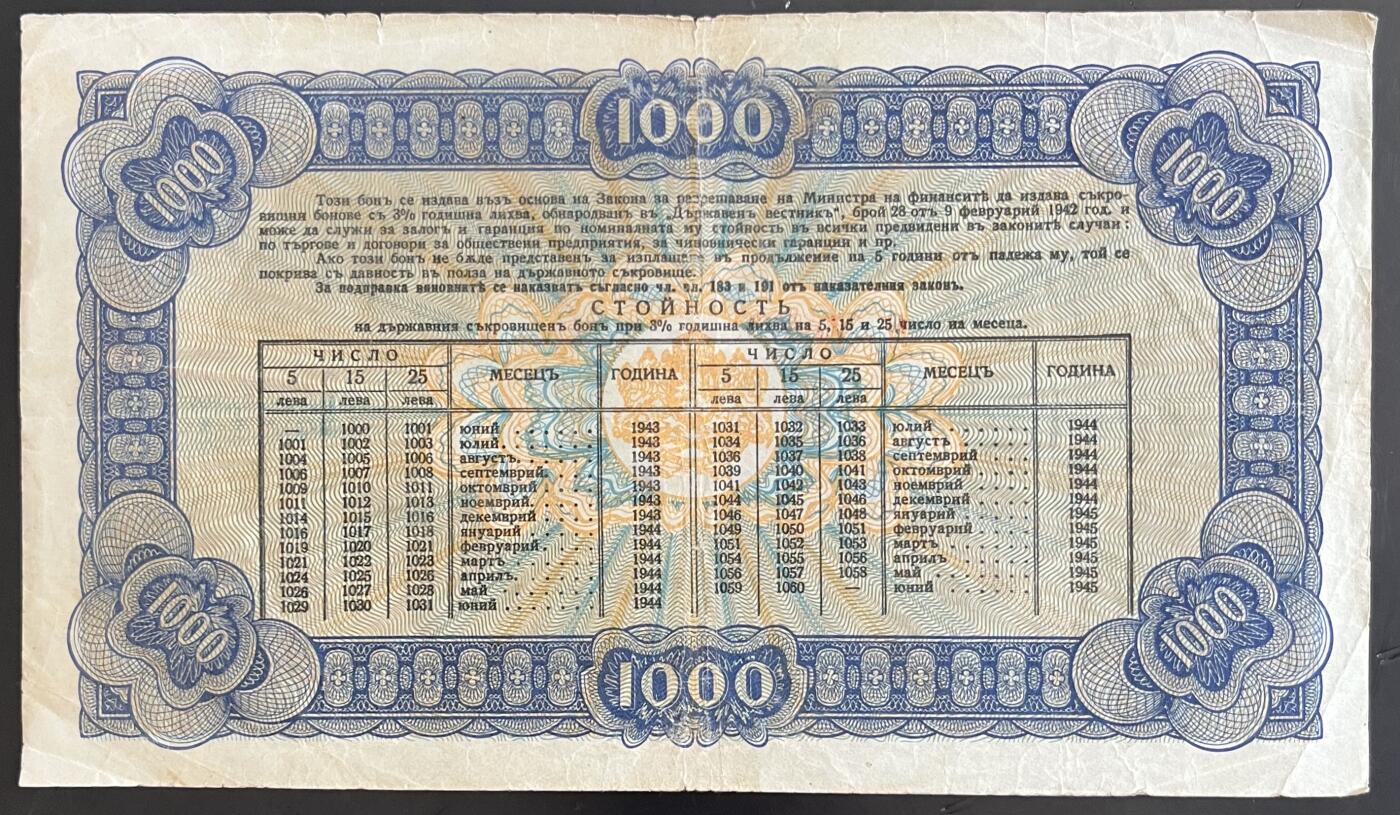 1000
1000 1000
Този бонъ се издава възъ основа на Закона за разрешаване на Министра на финанситѣ да издава съкро-
вищни бонове съ 3% годишна лихва, обнародванъ въ „Държавенъ вестникъ“, брой 28 отъ 9 февруарий 1942 год. и
може да служи за залогъ и гаранция по номиналната му стойность въ всички предвидени въ законитѣ случаи:
по търгове и договори за обществени предприятия, за чиновнически гаранции и пр.
Ако този бонъ не бѫде представенъ за изплащане въ продължение на 5 години отъ падежа му, той се
покрива съ давность въ полза на държавното съкровище.
За подправка виновнитѣ се наказватъ съгласно чл. чл. 183 и 191 отъ наказателния законъ.
СТОЙНОСТЬ
на държавния съкровищенъ бонъ при 3% годишна лихва на 5, 15 и 25 число на месеца.
ЧИСЛО МЕСЕЦЪ ГОДИНА ЧИСЛО МЕСЕЦЪ ГОДИНА
5 15 25 5 15 25
лева лева лева лева лева лева
— 1000 1001 юний . . . . . . . 1943 1031 1032 1033 юлий . . . . . . . 1944
1001 1002 1003 юлий . . . . . . . 1943 1034 1035 1036 августъ . . . . . 1944
1004 1005 1006 августъ . . . . . 1943 1036 1037 1038 септемврий . . . 1944
1006 1007 1008 септемврий . . . 1943 1039 1040 1041 октомврий . . . . 1944
1009 1010 1011 октомврий . . . . 1943 1041 1042 1043 ноемврий . . . . 1944
1011 1012 1013 ноемврий . . . . 1943 1044 1045 1046 декемврий . . . . 1944
1014 1015 1016 декемврий . . . . 1943 1046 1047 1048 януарий . . . . . 1945
1016 1017 1018 януарий . . . . . 1944 1049 1050 1051 февруарий . . . . 1945
1019 1020 1021 февруарий . . . . 1944 1051 1052 1053 мартъ . . . . . . 1945
1021 1022 1023 мартъ . . . . . . 1944 1054 1055 1056 априлъ . . . . . . 1945
1024 1025 1026 априлъ . . . . . . 1944 1056 1057 1058 май . . . . . . . 1945
1026 1027 1028 май . . . . . . . 1944 1059 1060 — юний . . . . . . . 1945
1029 1030 1031 юний . . . . . . . 1944
1000 1000
1000